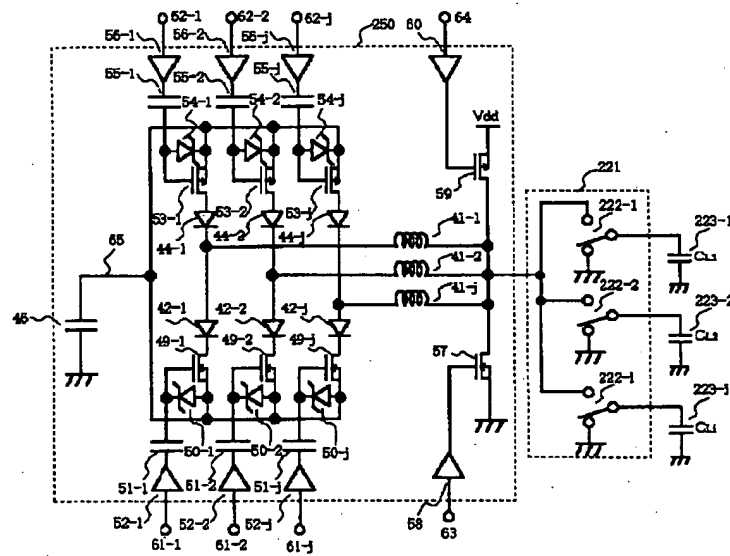 62-1 62-2 62-j 64
56-1 56-2 56-j 60 250
55-1 55-2 55-j
54-1 54-2 54-j
Vdd
221
59
53-1 53-2 53-j
222-1
41-1
223-1
44-1 44-2 44-j
CL1
65
41-2
222-2
41-j
223-2
45
42-1 42-2 42-j
CL2
49-1 49-2 49-j
57
222-i
223-i
CLi
50-1 50-2 50-j
51-1 51-2 51-j
52-1 52-2 52-j
58
61-1 61-2 61-j 63